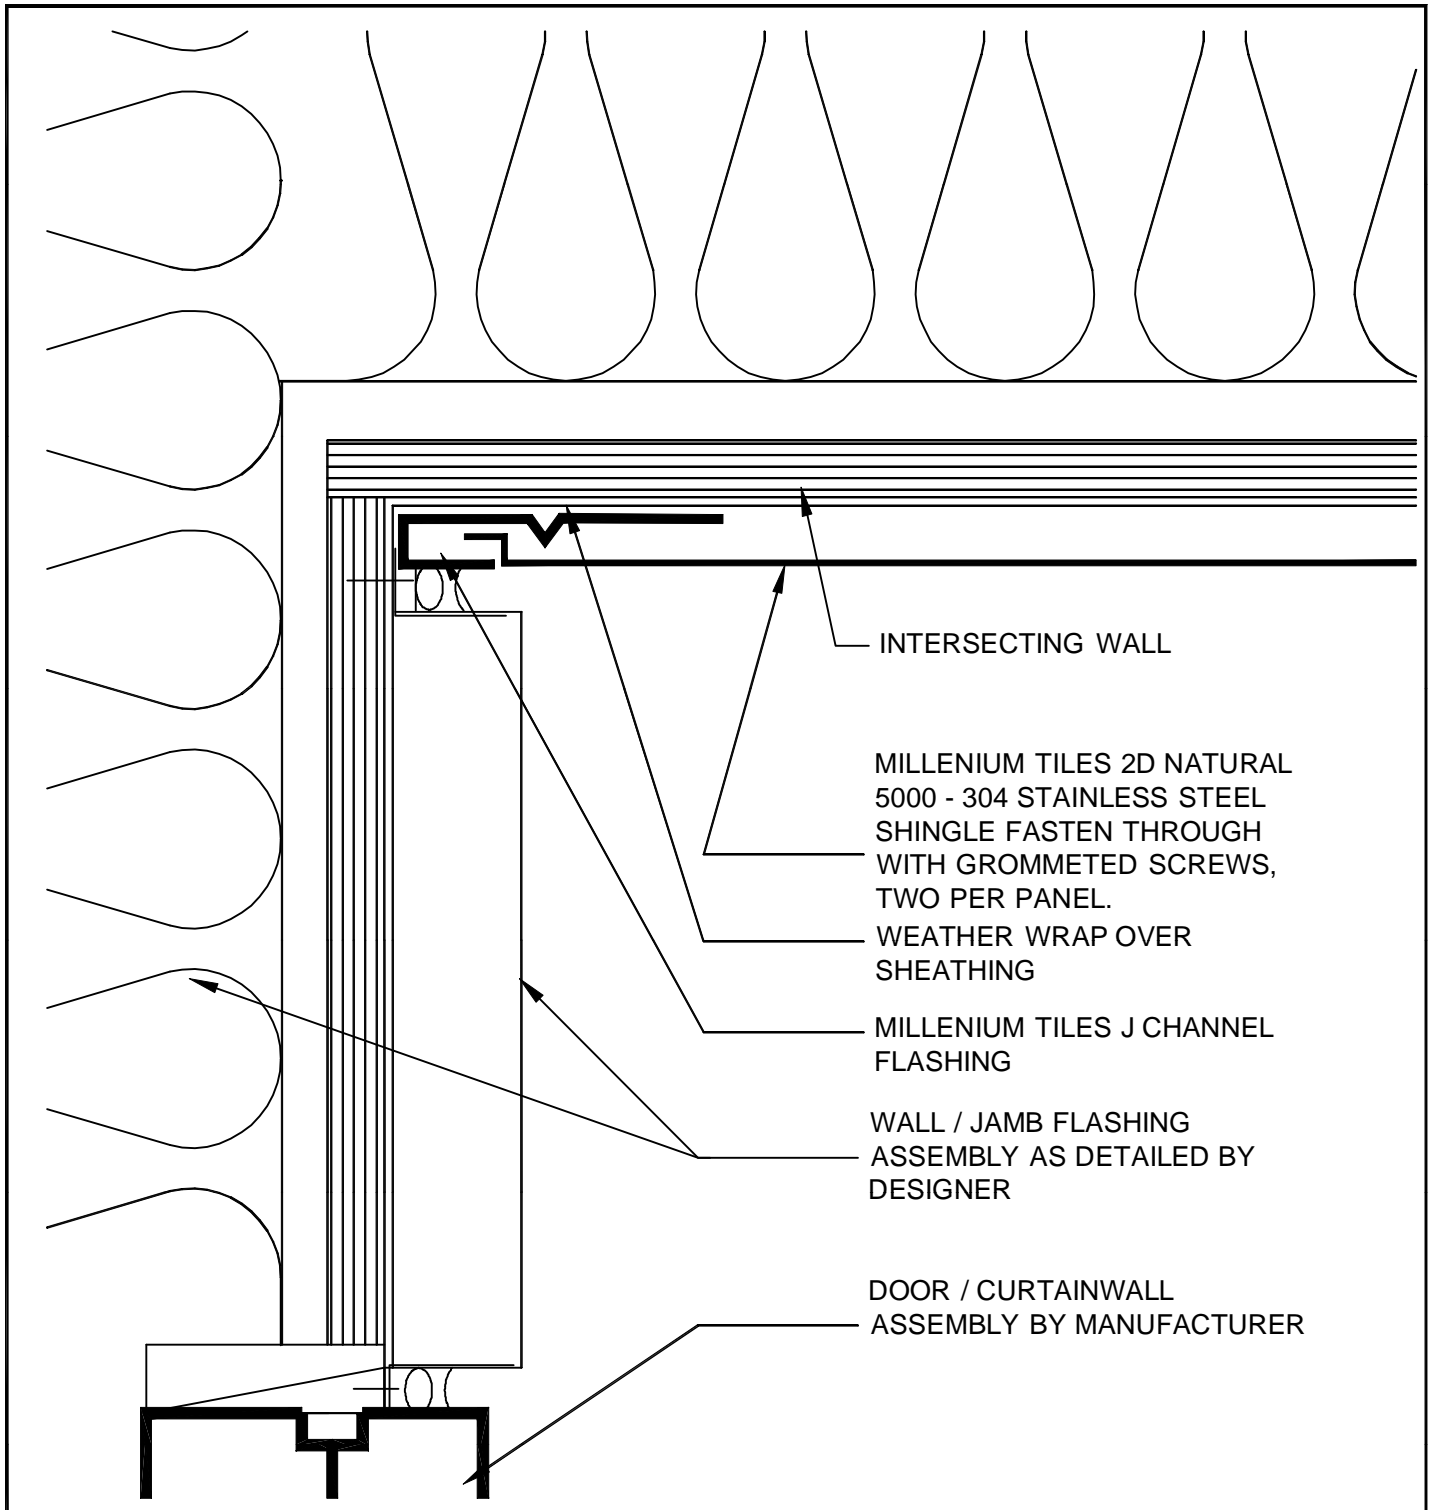 INTERSECTING WALL
MILLENIUM TILES 2D NATURAL
5000 - 304 STAINLESS STEEL
SHINGLE FASTEN THROUGH
WITH GROMMETED SCREWS,
TWO PER PANEL.
WEATHER WRAP OVER
SHEATHING
MILLENIUM TILES J CHANNEL
FLASHING
WALL / JAMB FLASHING
ASSEMBLY AS DETAILED BY
DESIGNER
DOOR / CURTAINWALL
ASSEMBLY BY MANUFACTURER